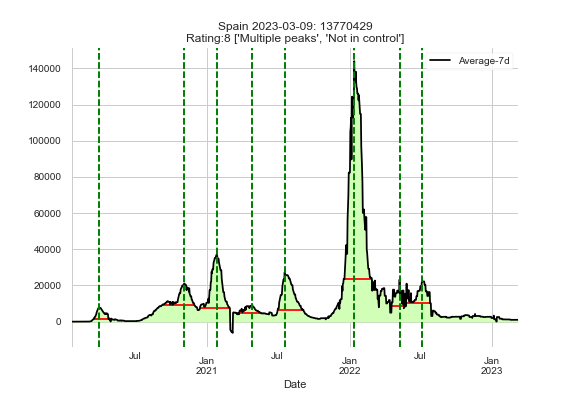 Spain 2023-03-09: 13770429
Rating:8 ['Multiple peaks', 'Not in control']
Average-7d
140000
120000
100000
80000
60000
40000
20000
0
Jul
Jan
2021
Jul
Jan
2022
Jul
Jan
2023
Date